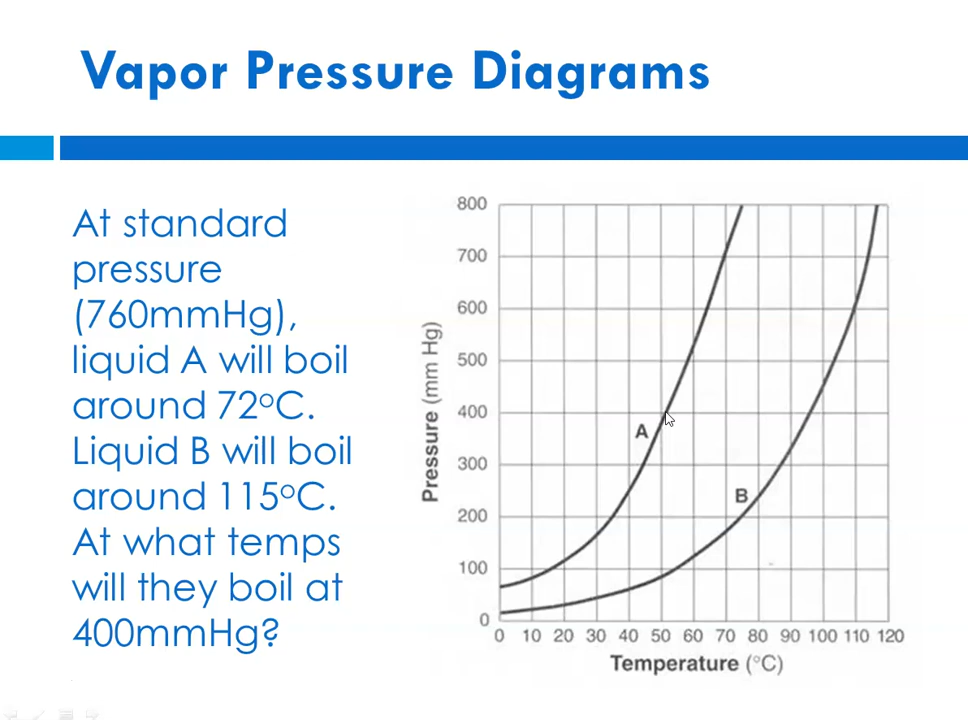 Vapor Pressure Diagrams
At standard
pressure
(760mmHg),
liquid A will boil
around 72°C.
Liquid B will boil
around 115°C.
At what temps
will they boil at
400mmHg?
Pressure (mm Hg)
800
700
600
500
400
300
200
100
0
A
B
0 10 20 30 40 50 60 70 80 90 100 110 120
Temperature (°C)